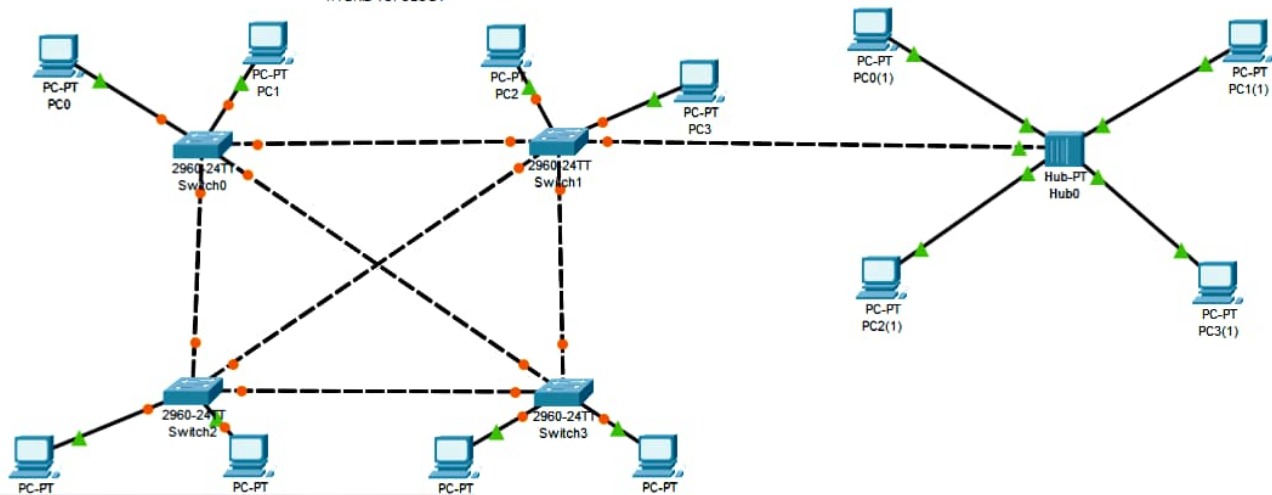 PC-PT
PC0
PC-PT
PC1
PC-PT
PC2
PC-PT
PC3
PC-PT
PC0(1)
PC-PT
PC1(1)
2960-24TT
Switch0
2960-24TT
Switch1
Hub-PT
Hub0
PC-PT
PC2(1)
PC-PT
PC3(1)
2960-24TT
Switch2
2960-24TT
Switch3
PC-PT
PC-PT
PC-PT
PC-PT